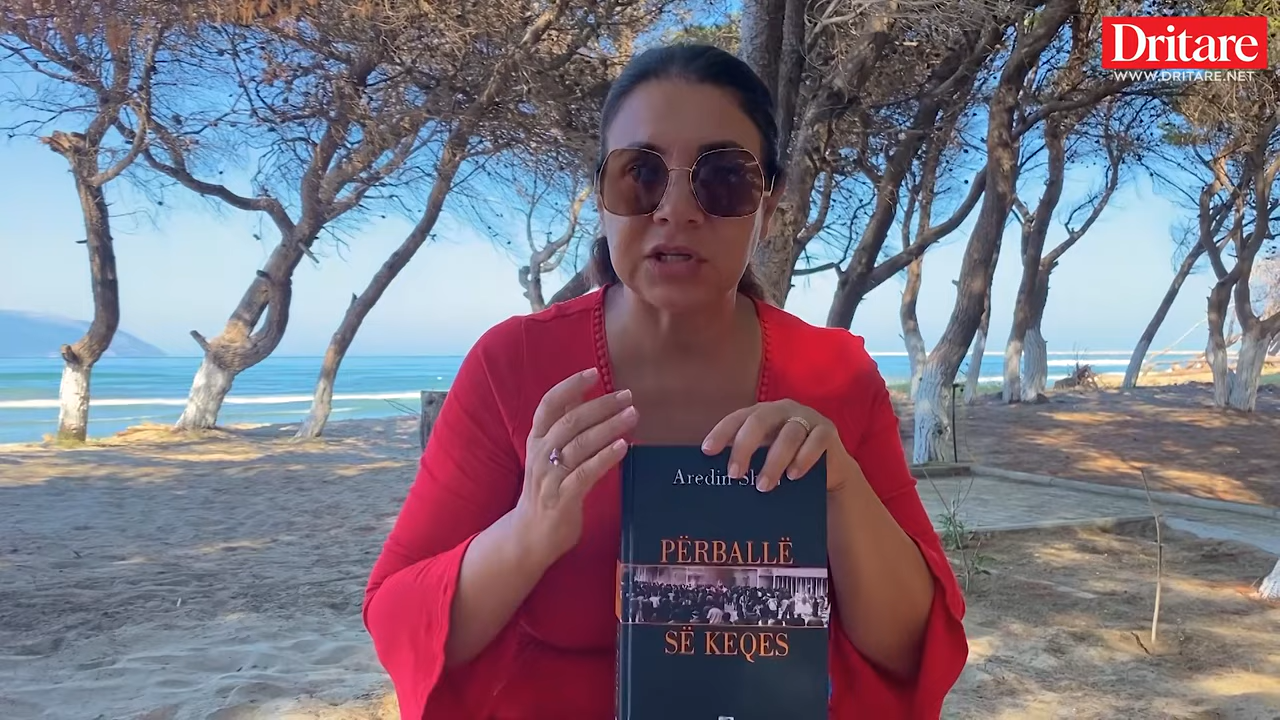 Dritare
WWW.DRITARE.NET
Aredin
PËRBALLË
SË KEQES